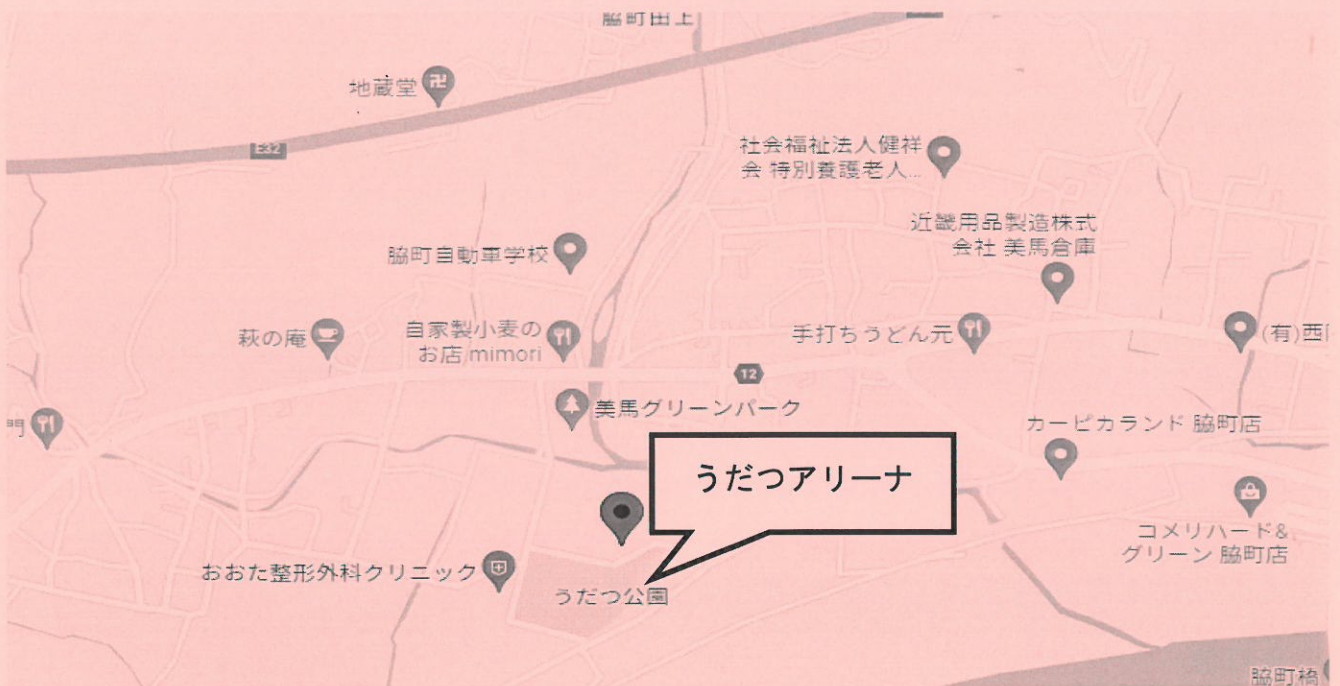 脇町田上
地蔵堂
E32
社会福祉法人健祥
会 特別養護老人...
近畿用品製造株式
会社 美馬倉庫
脇町自動車学校
萩の庵
自家製小麦の
お店 mimori
手打ちうどん元
(有)西
12
美馬グリーンパーク
門
カーピカランド 脇町店
うだつアリーナ
コメリハード&
グリーン 脇町店
おおた整形外科クリニック
うだつ公園
脇町橋